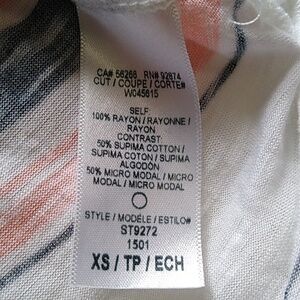 CA# 56266 RN# 92874
CUT / COUPE / CORTE#
W045615
SELF:
100% RAYON / RAYONNE /
RAYON
CONTRAST:
50% SUPIMA COTTON /
SUPIMA COTON / SUPIMA
ALGODÓN
50% MICRO MODAL / MICRO
MODAL / MICRO MODAL
STYLE / MODÈLE / ESTILO#
ST9272
1501
XS / TP / ECH